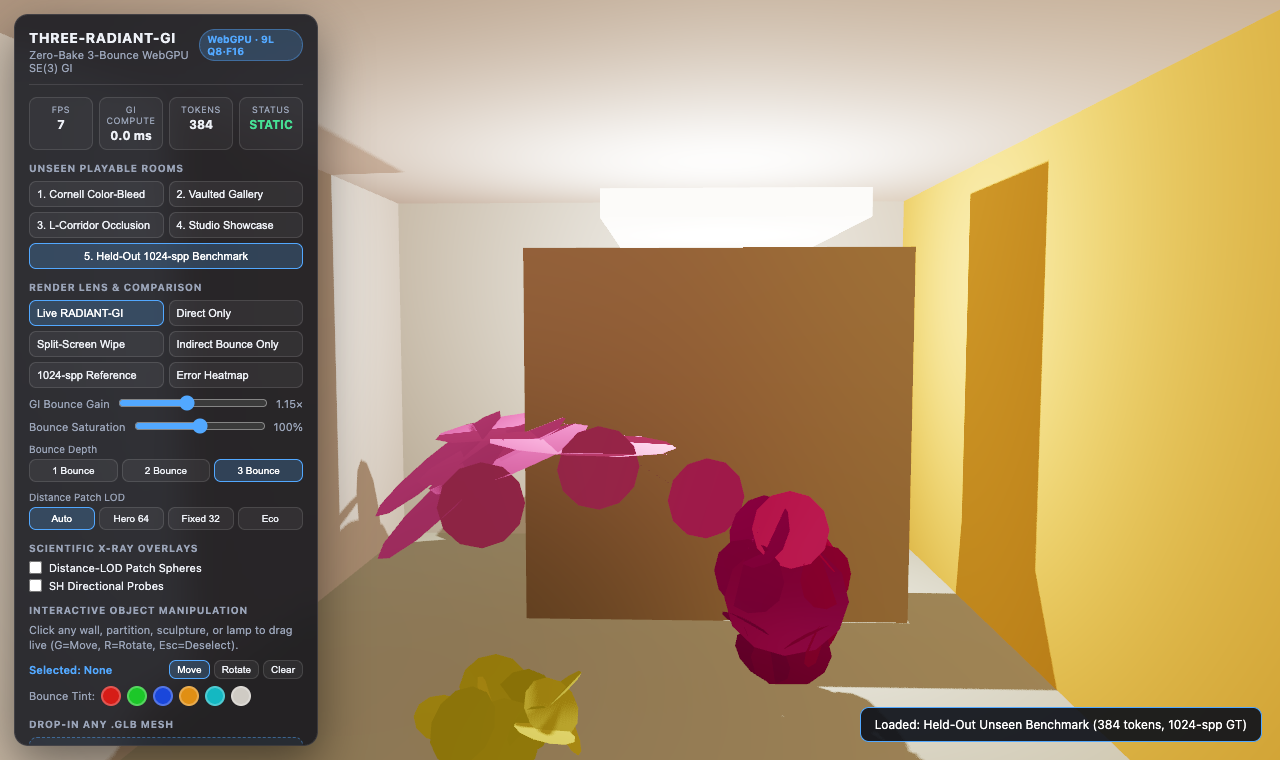 THREE-RADIANT-GI
Zero-Bake 3-Bounce WebGPU
SE(3) GI
WebGPU · 9L
Q8·F16
FPS
7
GI
COMPUTE
0.0 ms
TOKENS
384
STATUS
STATIC
UNSEEN PLAYABLE ROOMS
1. Cornell Color-Bleed
2. Vaulted Gallery
3. L-Corridor Occlusion
4. Studio Showcase
5. Held-Out 1024-spp Benchmark
RENDER LENS & COMPARISON
Live RADIANT-GI
Direct Only
Split-Screen Wipe
Indirect Bounce Only
1024-spp Reference
Error Heatmap
GI Bounce Gain 1.15×
Bounce Saturation 100%
Bounce Depth
1 Bounce
2 Bounce
3 Bounce
Distance Patch LOD
Auto
Hero 64
Fixed 32
Eco
SCIENTIFIC X-RAY OVERLAYS
Distance-LOD Patch Spheres
SH Directional Probes
INTERACTIVE OBJECT MANIPULATION
Click any wall, partition, sculpture, or lamp to drag
live (G=Move, R=Rotate, Esc=Deselect).
Selected: None
Move
Rotate
Clear
Bounce Tint:
DROP-IN ANY .GLB MESH
Loaded: Held-Out Unseen Benchmark (384 tokens, 1024-spp GT)